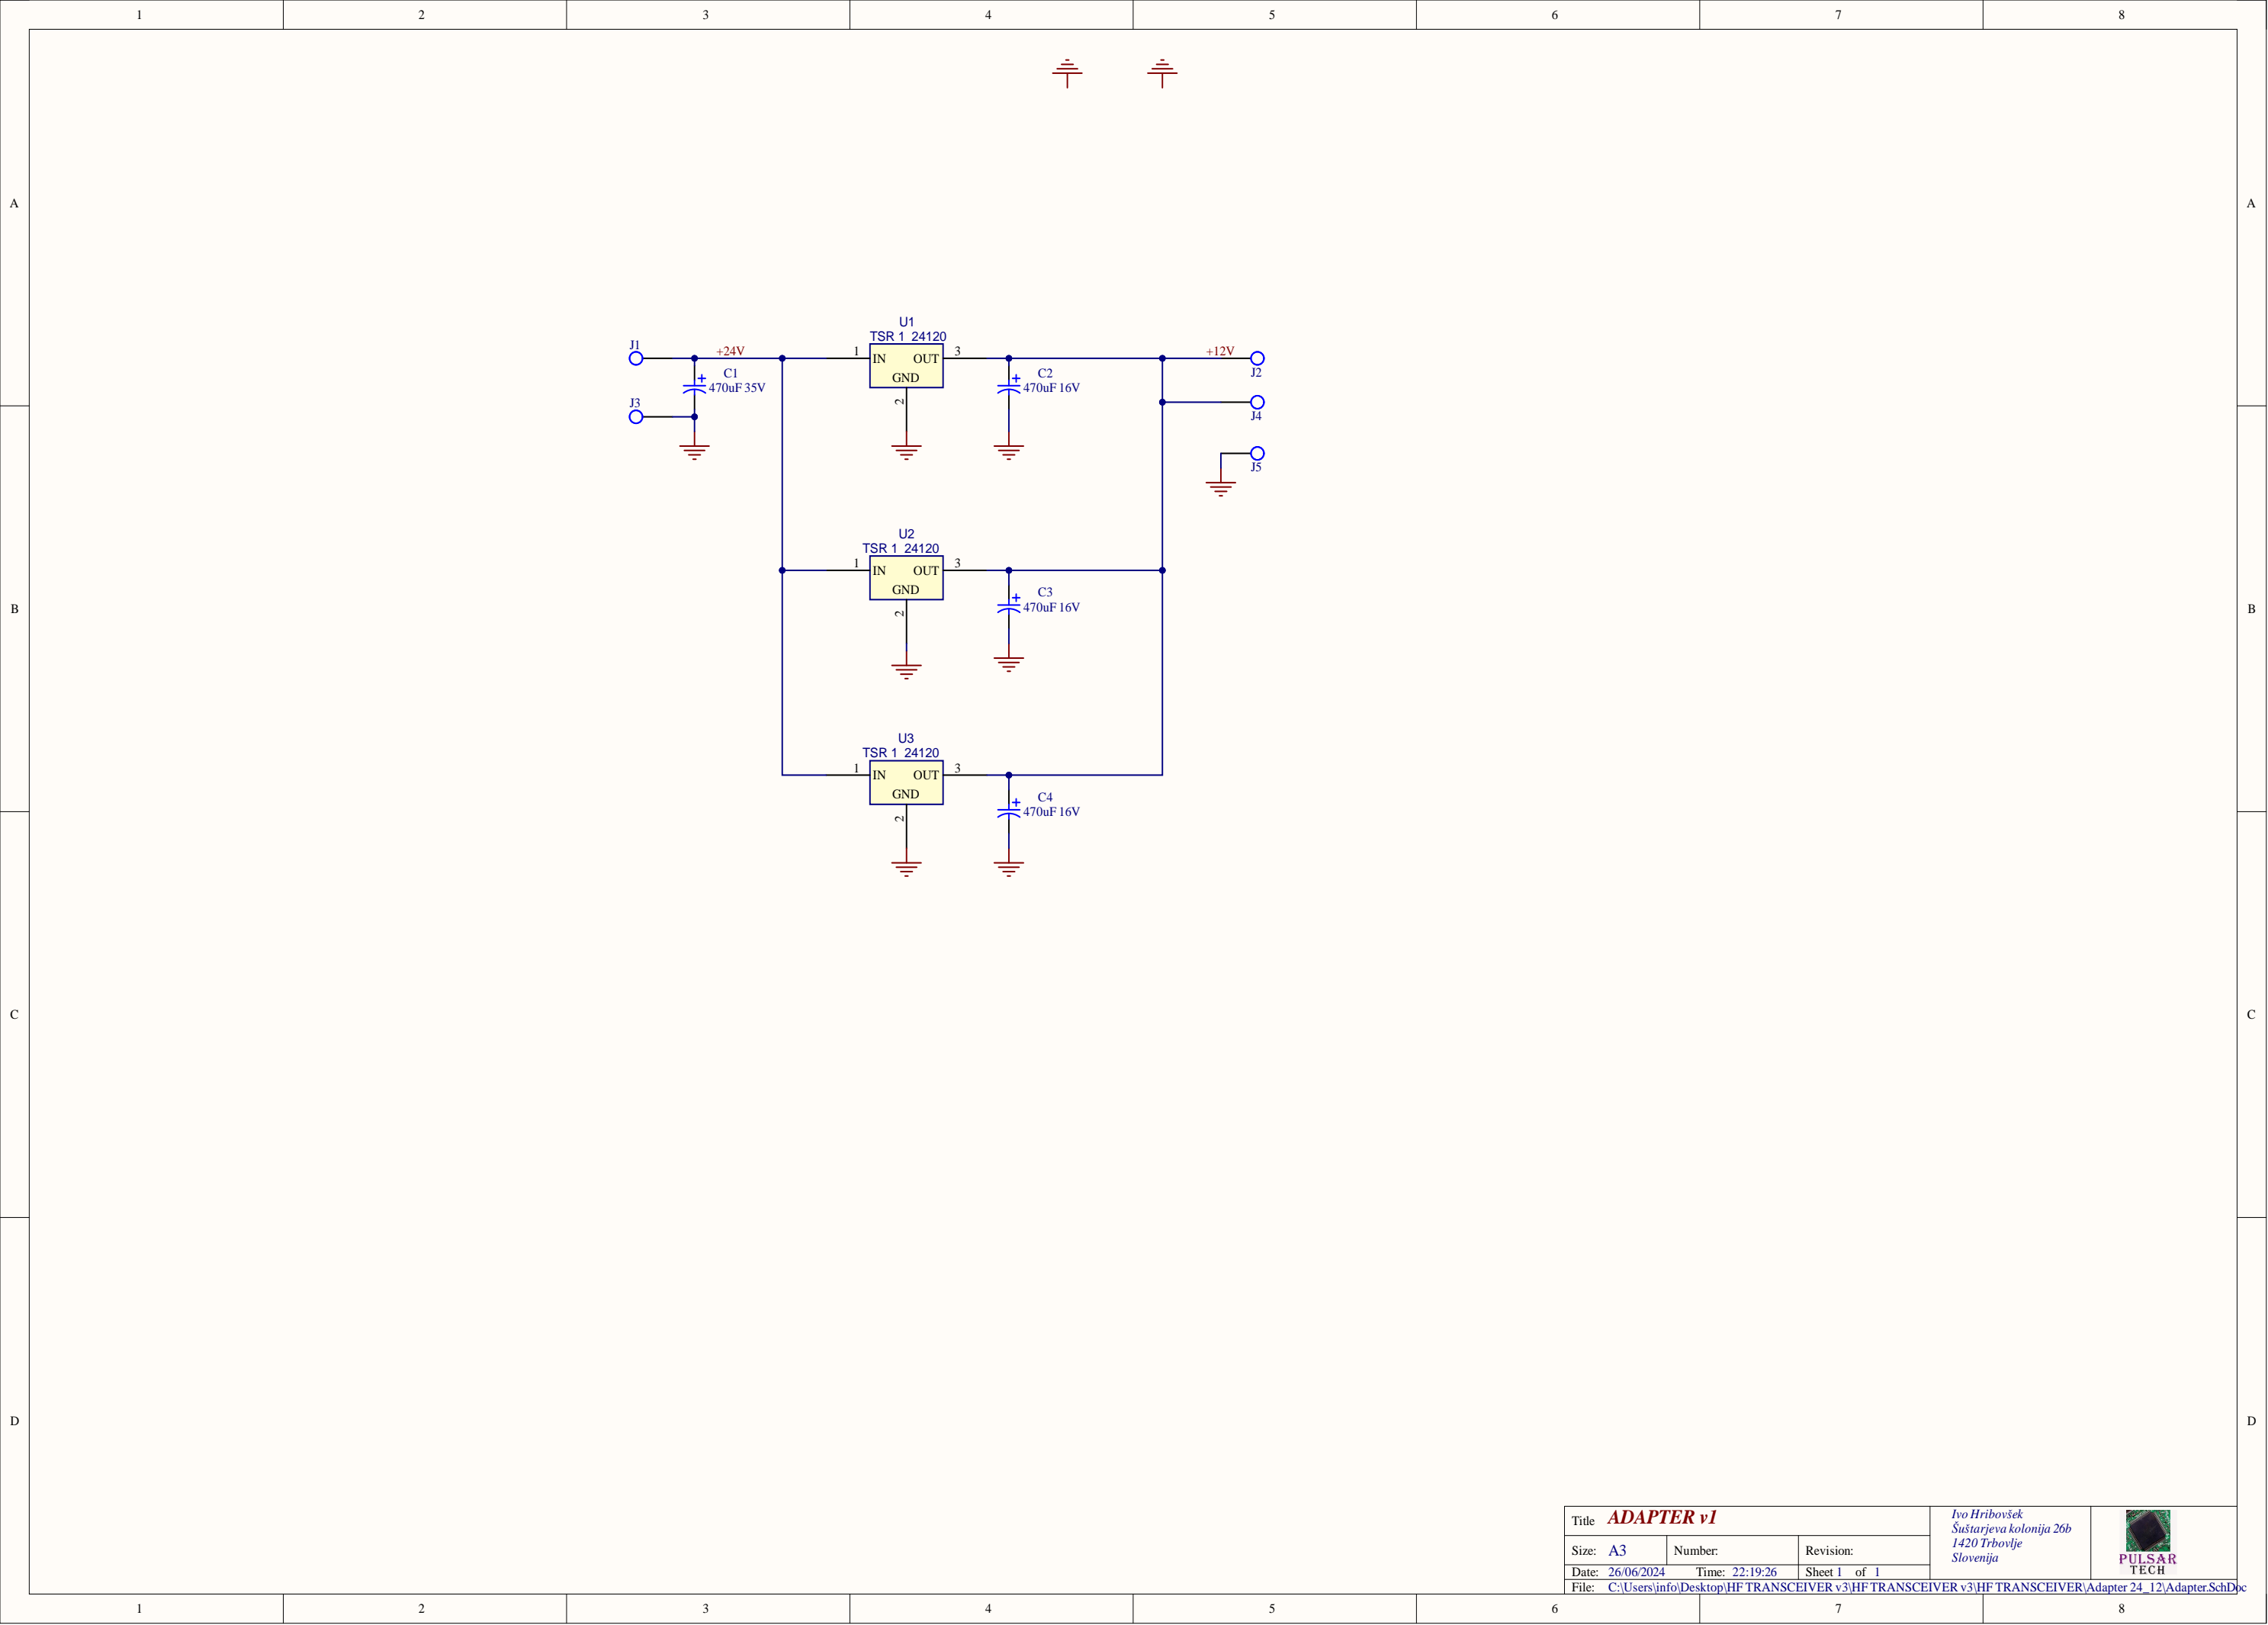 1 2 3 4 5 6 7 8
A A
U1
TSR 1 24120
J1 +24V 1 IN OUT 3 +12V
J2
C1 GND C2
470uF 35V 470uF 16V
J3 2 J4
J5
U2
TSR 1 24120
1 IN OUT 3
GND C3
B 2 470uF 16V B
U3
TSR 1 24120
1 IN OUT 3
GND C4
2 470uF 16V
C C
D D
Title ADAPTER v1
Size: A3 Number: Revision:
Date: 26/06/2024 Time: 22:19:26 Sheet 1 of 1
File: C:\Users\info\Desktop\HF TRANSCEIVER v3\HF TRANSCEIVER v3\HF TRANSCEIVER\Adapter 24_12\Adapter.SchDoc
Ivo Hribovšek
Šuštarjeva kolonija 26b
1420 Trbovlje
Slovenija
PULSAR
TECH
1 2 3 4 5 6 7 8